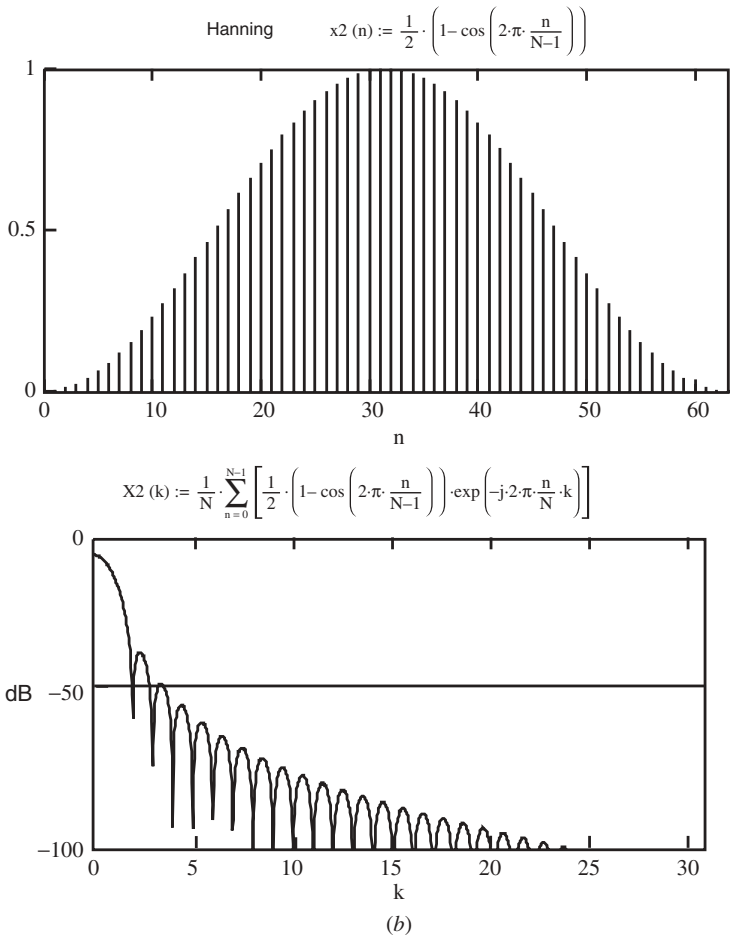 Hanning x2 (n) := 1/2 · (1– cos (2·π· n/N–1))
1
0.5
0
0 10 20 30 40 50 60
n
X2 (k) := 1/N · N–1 ∑ n = 0 [1/2 · (1– cos (2·π· n/N–1)) ·exp (–j·2·π· n/N ·k)]
0
dB –50
–100
0 5 10 15 20 25 30
k
(b)